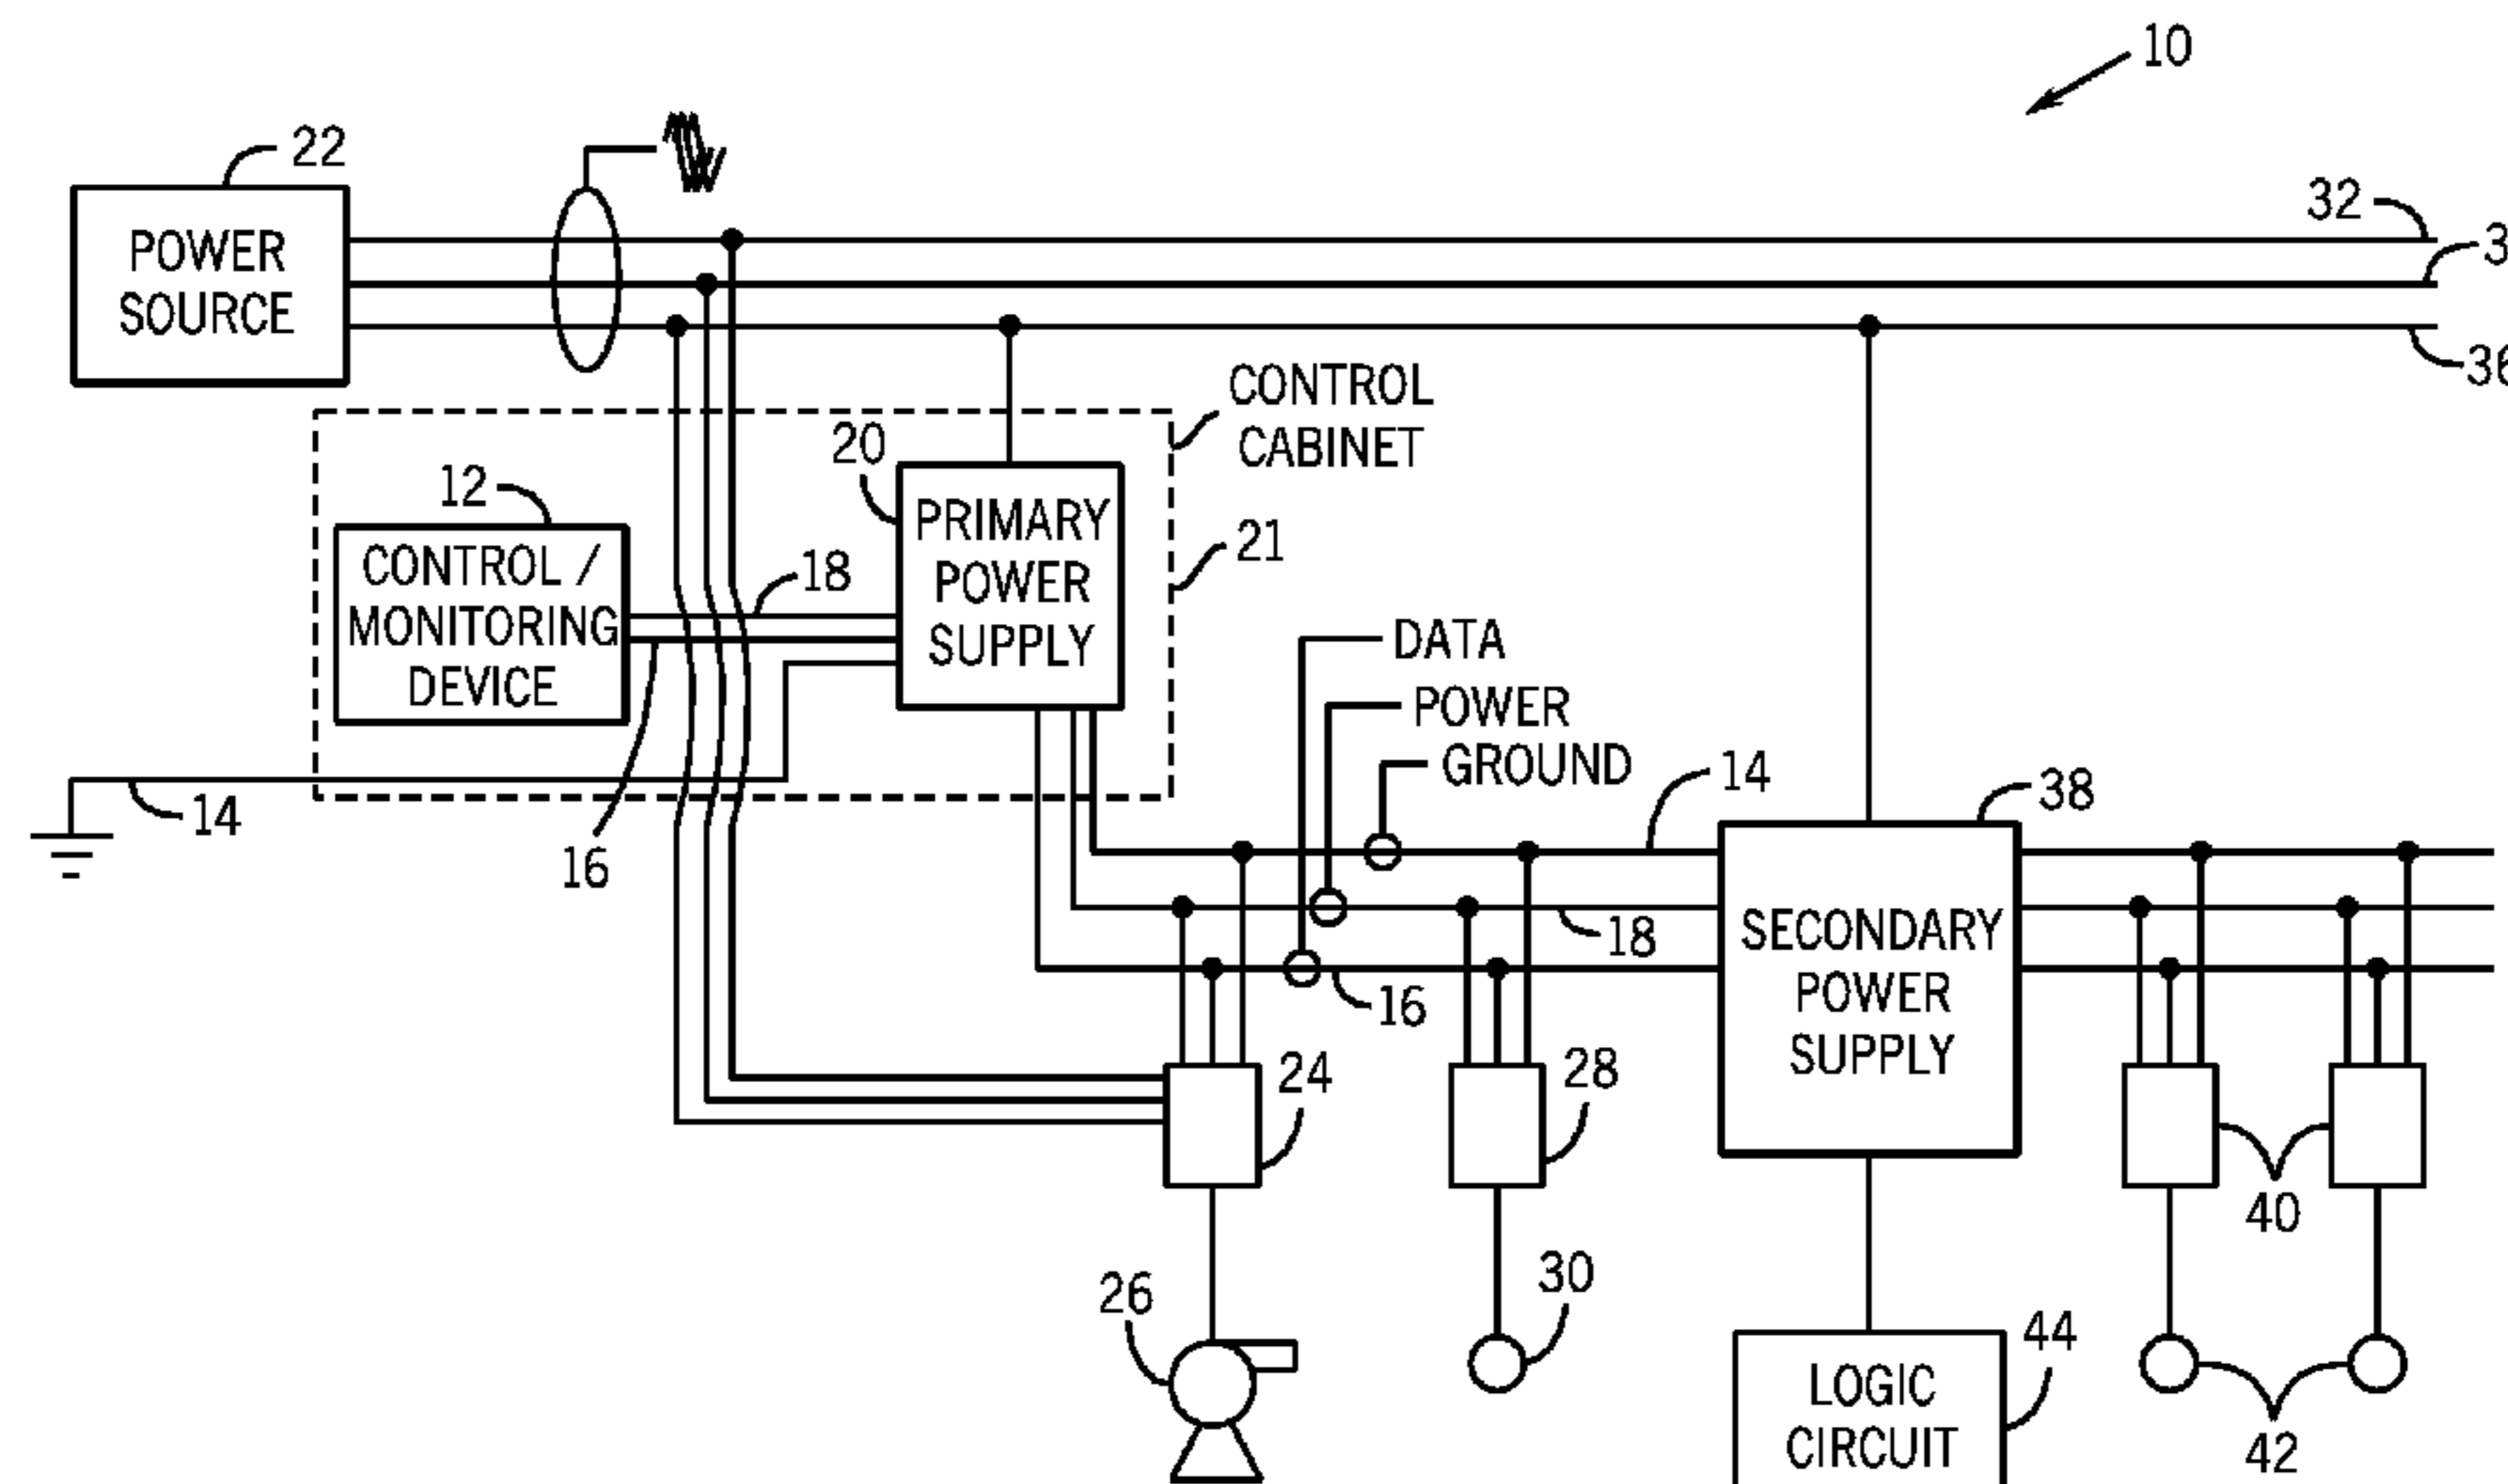 10
22
32
POWER
SOURCE
36
CONTROL
CABINET
20
12
PRIMARY
POWER
SUPPLY
21
CONTROL /
MONITORING
DEVICE
18
DATA
POWER
GROUND
14
38
14
16
18
SECONDARY
POWER
SUPPLY
16
24
28
40
26
30
44
LOGIC
CIRCUIT
42